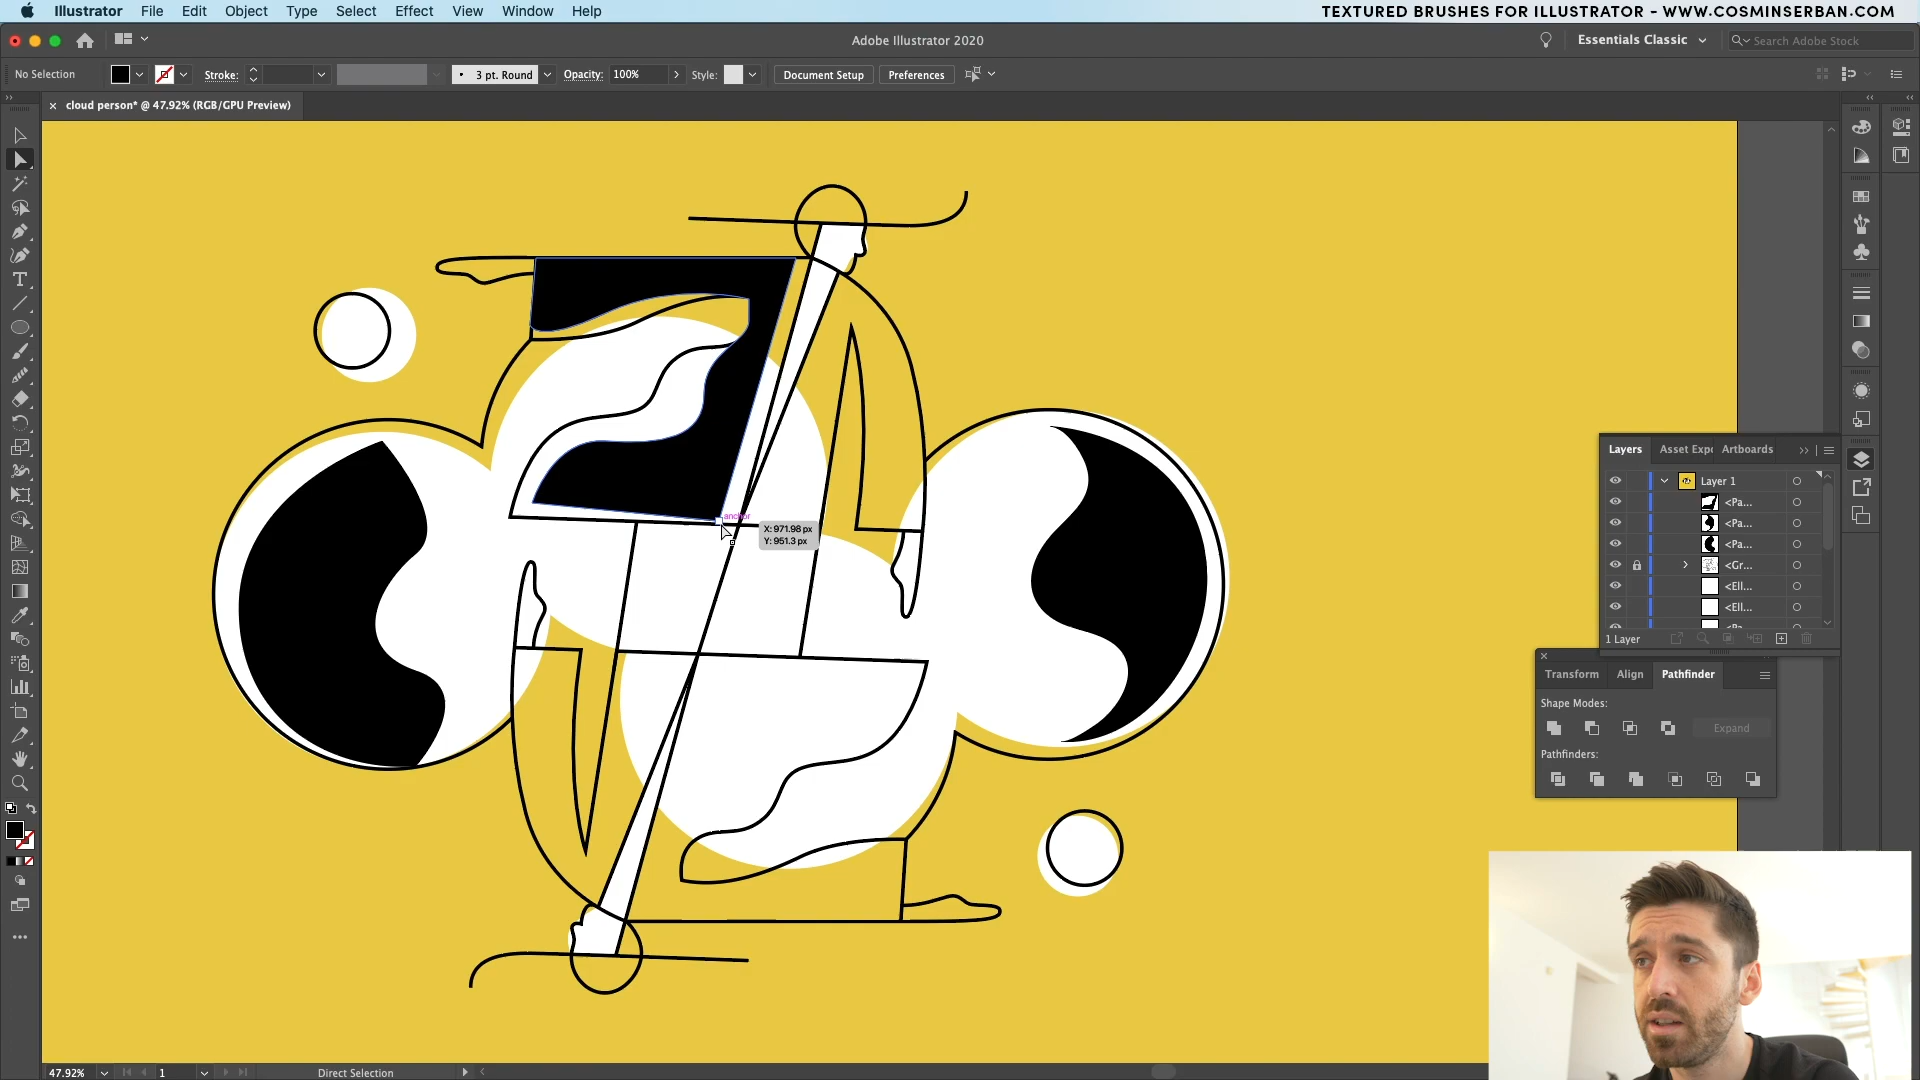 Illustrator File Edit Object Type Select Effect View Window Help
TEXTURED BRUSHES FOR ILLUSTRATOR - WWW.COSMINSERBAN.COM
Adobe Illustrator 2020
Essentials Classic
Search Adobe Stock
No Selection
Stroke:
3 pt. Round
Opacity: 100%
Style:
Document Setup
Preferences
cloud person* @ 47.92% (RGB/GPU Preview)
anchor
X: 971.98 px
Y: 951.3 px
Layers Asset Expo Artboards
Layer 1
<Pa...
<Pa...
<Pa...
<Gr...
<Ell...
<Ell...
1 Layer
Transform Align Pathfinder
Shape Modes:
Expand
Pathfinders:
47.92% 1 Direct Selection